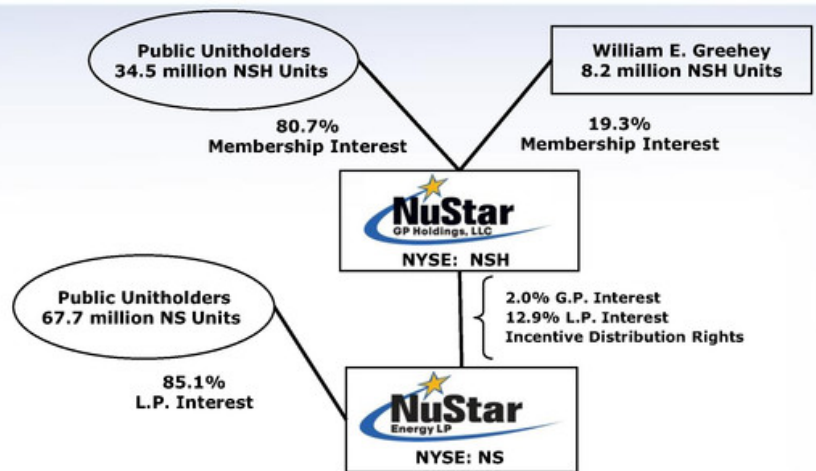 Public Unitholders
34.5 million NSH Units
William E. Greehey
8.2 million NSH Units
80.7%
Membership Interest
19.3%
Membership Interest
NuStar
GP Holdings, LLC
NYSE: NSH
Public Unitholders
67.7 million NS Units
2.0% G.P. Interest
12.9% L.P. Interest
Incentive Distribution Rights
85.1%
L.P. Interest
NuStar
Energy LP
NYSE: NS